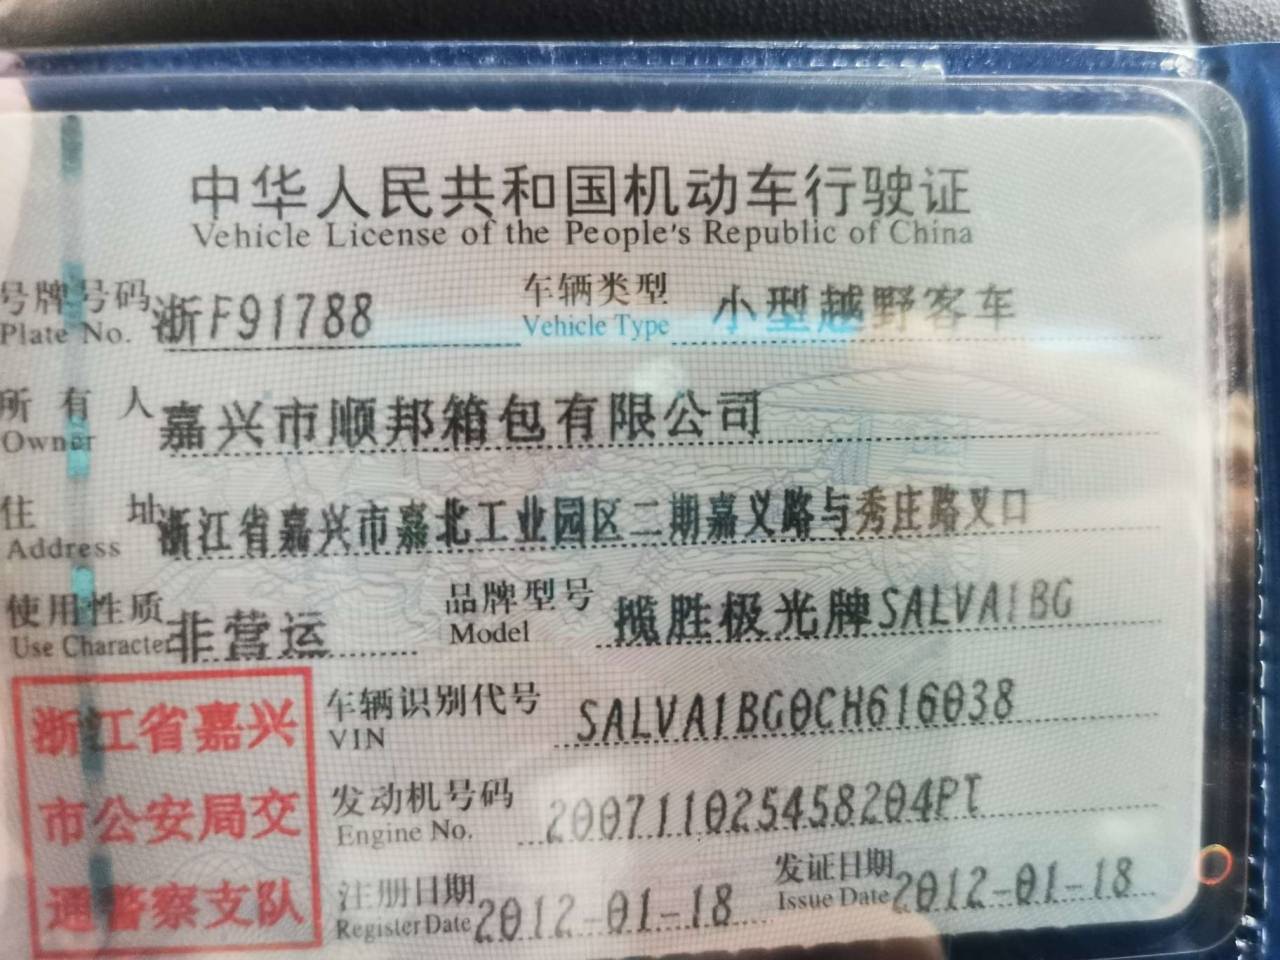 中华人民共和国机动车行驶证
Vehicle License of the People's Republic of China
号牌号码 浙F91788 车辆类型 小型越野客车
Plate No. Vehicle Type
所有人 嘉兴市顺邦箱包有限公司
Owner
住址 浙江省嘉兴市嘉北工业园区二期嘉义路与秀庄路叉口
Address
使用性质 非营运 品牌型号 揽胜极光牌SALVA1BG
Use Character Model
浙江省嘉兴
市公安局交
通警察支队
车辆识别代号 SALVA1BG0CH616038
VIN
发动机号码 200711025458204PT
Engine No.
注册日期 2012-01-18 发证日期 2012-01-18
Register Date Issue Date